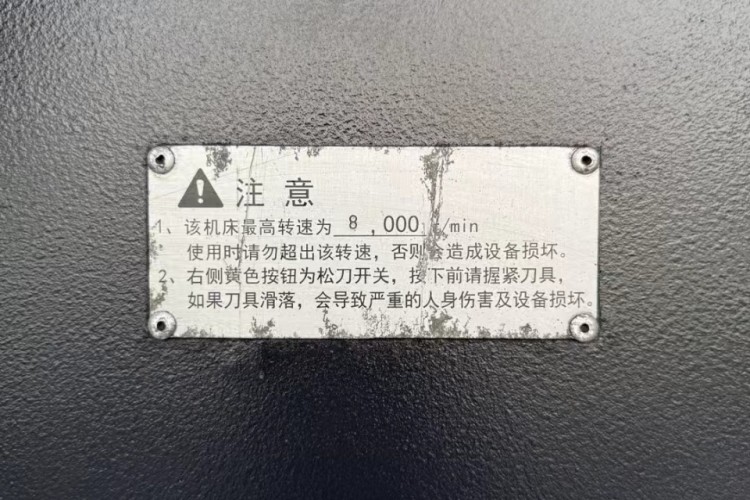 注意
1、该机床最高转速为 8,000 r/min
使用时请勿超出该转速，否则会造成设备损坏。
2、右侧黄色按钮为松刀开关，按下前请握紧刀具，
如果刀具滑落，会导致严重的人身伤害及设备损坏。